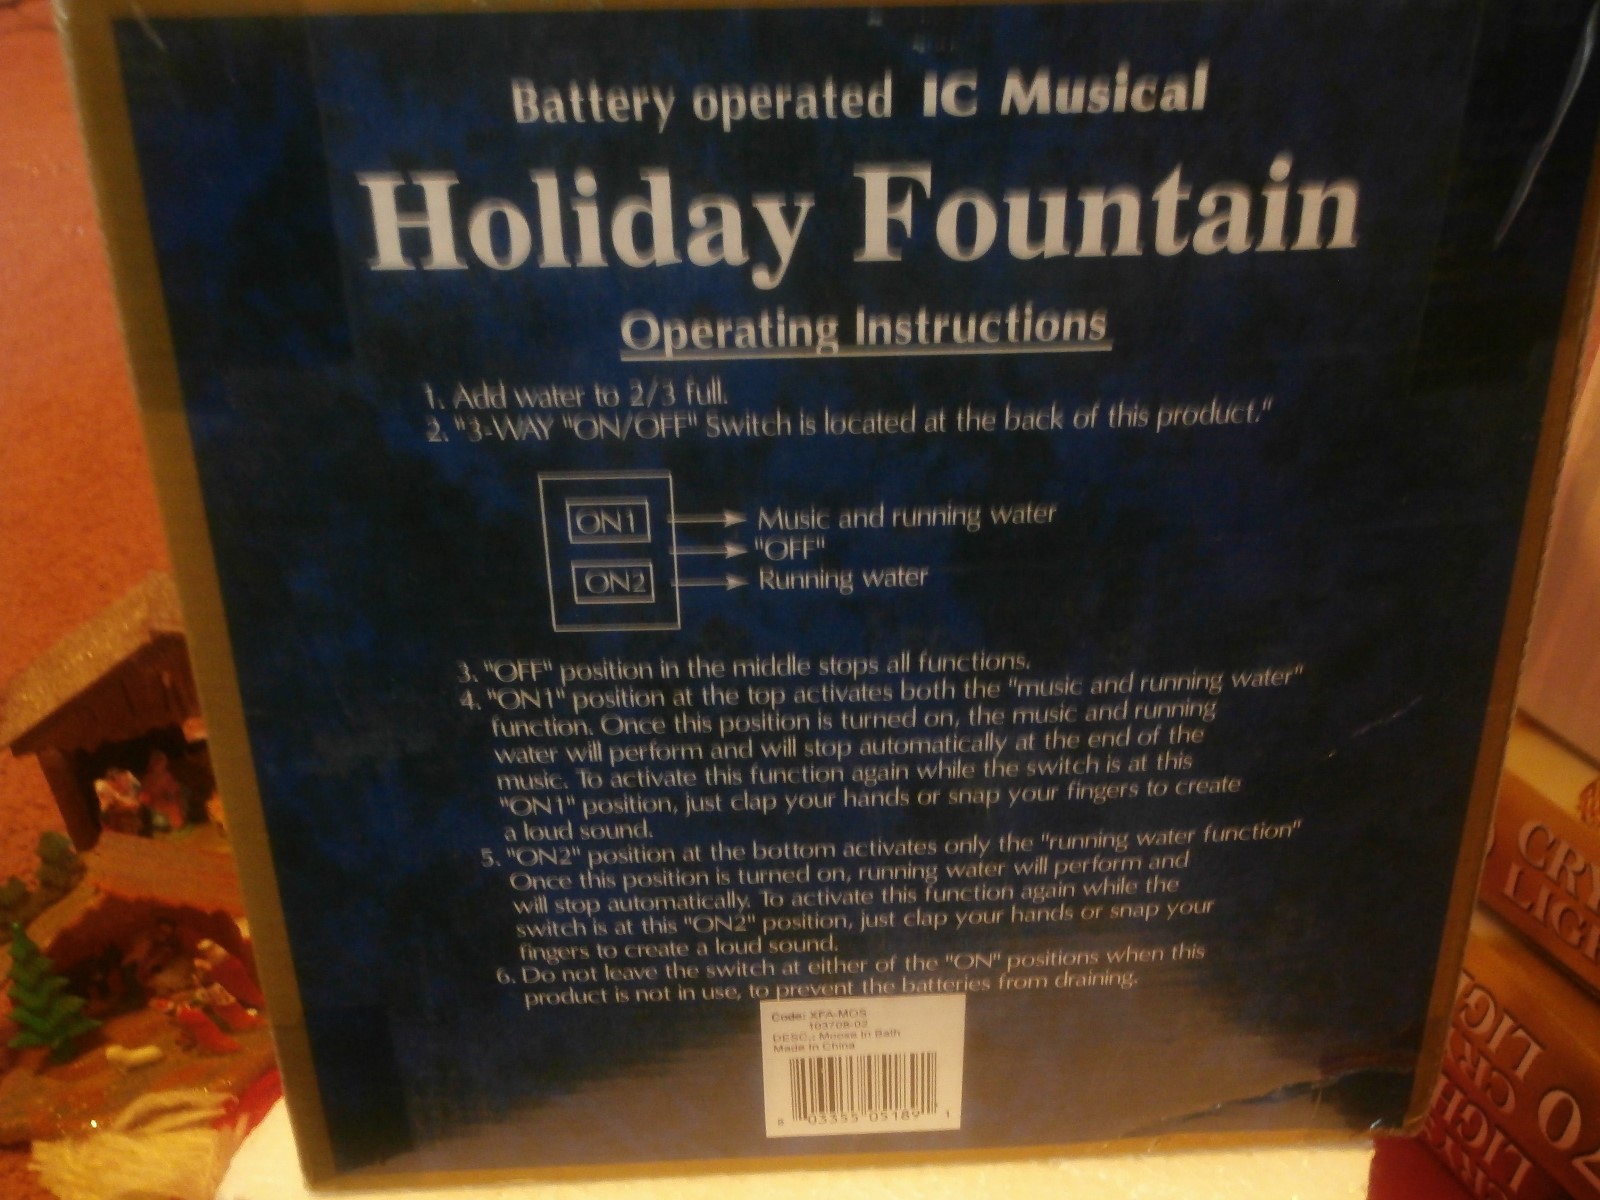 Battery operated IC Musical
Holiday Fountain
Operating Instructions
1. Add water to 2/3 full.
2. "3-WAY "ON/OFF" Switch is located at the back of this product."
ON1
Music and running water
"OFF"
ON2
Running water
3. "OFF" position in the middle stops all functions.
4. "ON1" position at the top activates both the "music and running water"
function. Once this position is turned on, the music and running
water will perform and will stop automatically at the end of the
music. To activate this function again while the switch is at this
"ON1" position, just clap your hands or snap your fingers to create
a loud sound.
5. "ON2" position at the bottom activates only the "running water function"
Once this position is turned on, running water will perform and
will stop automatically. To activate this function again while the
switch is at this "ON2" position, just clap your hands or snap your
fingers to create a loud sound.
6. Do not leave the switch at either of the "ON" positions when this
product is not in use, to prevent the batteries from draining.
Code: XFA-MOS
103708-02
DESC.: Moose In Bath
Made In China
8 03355 05189 1